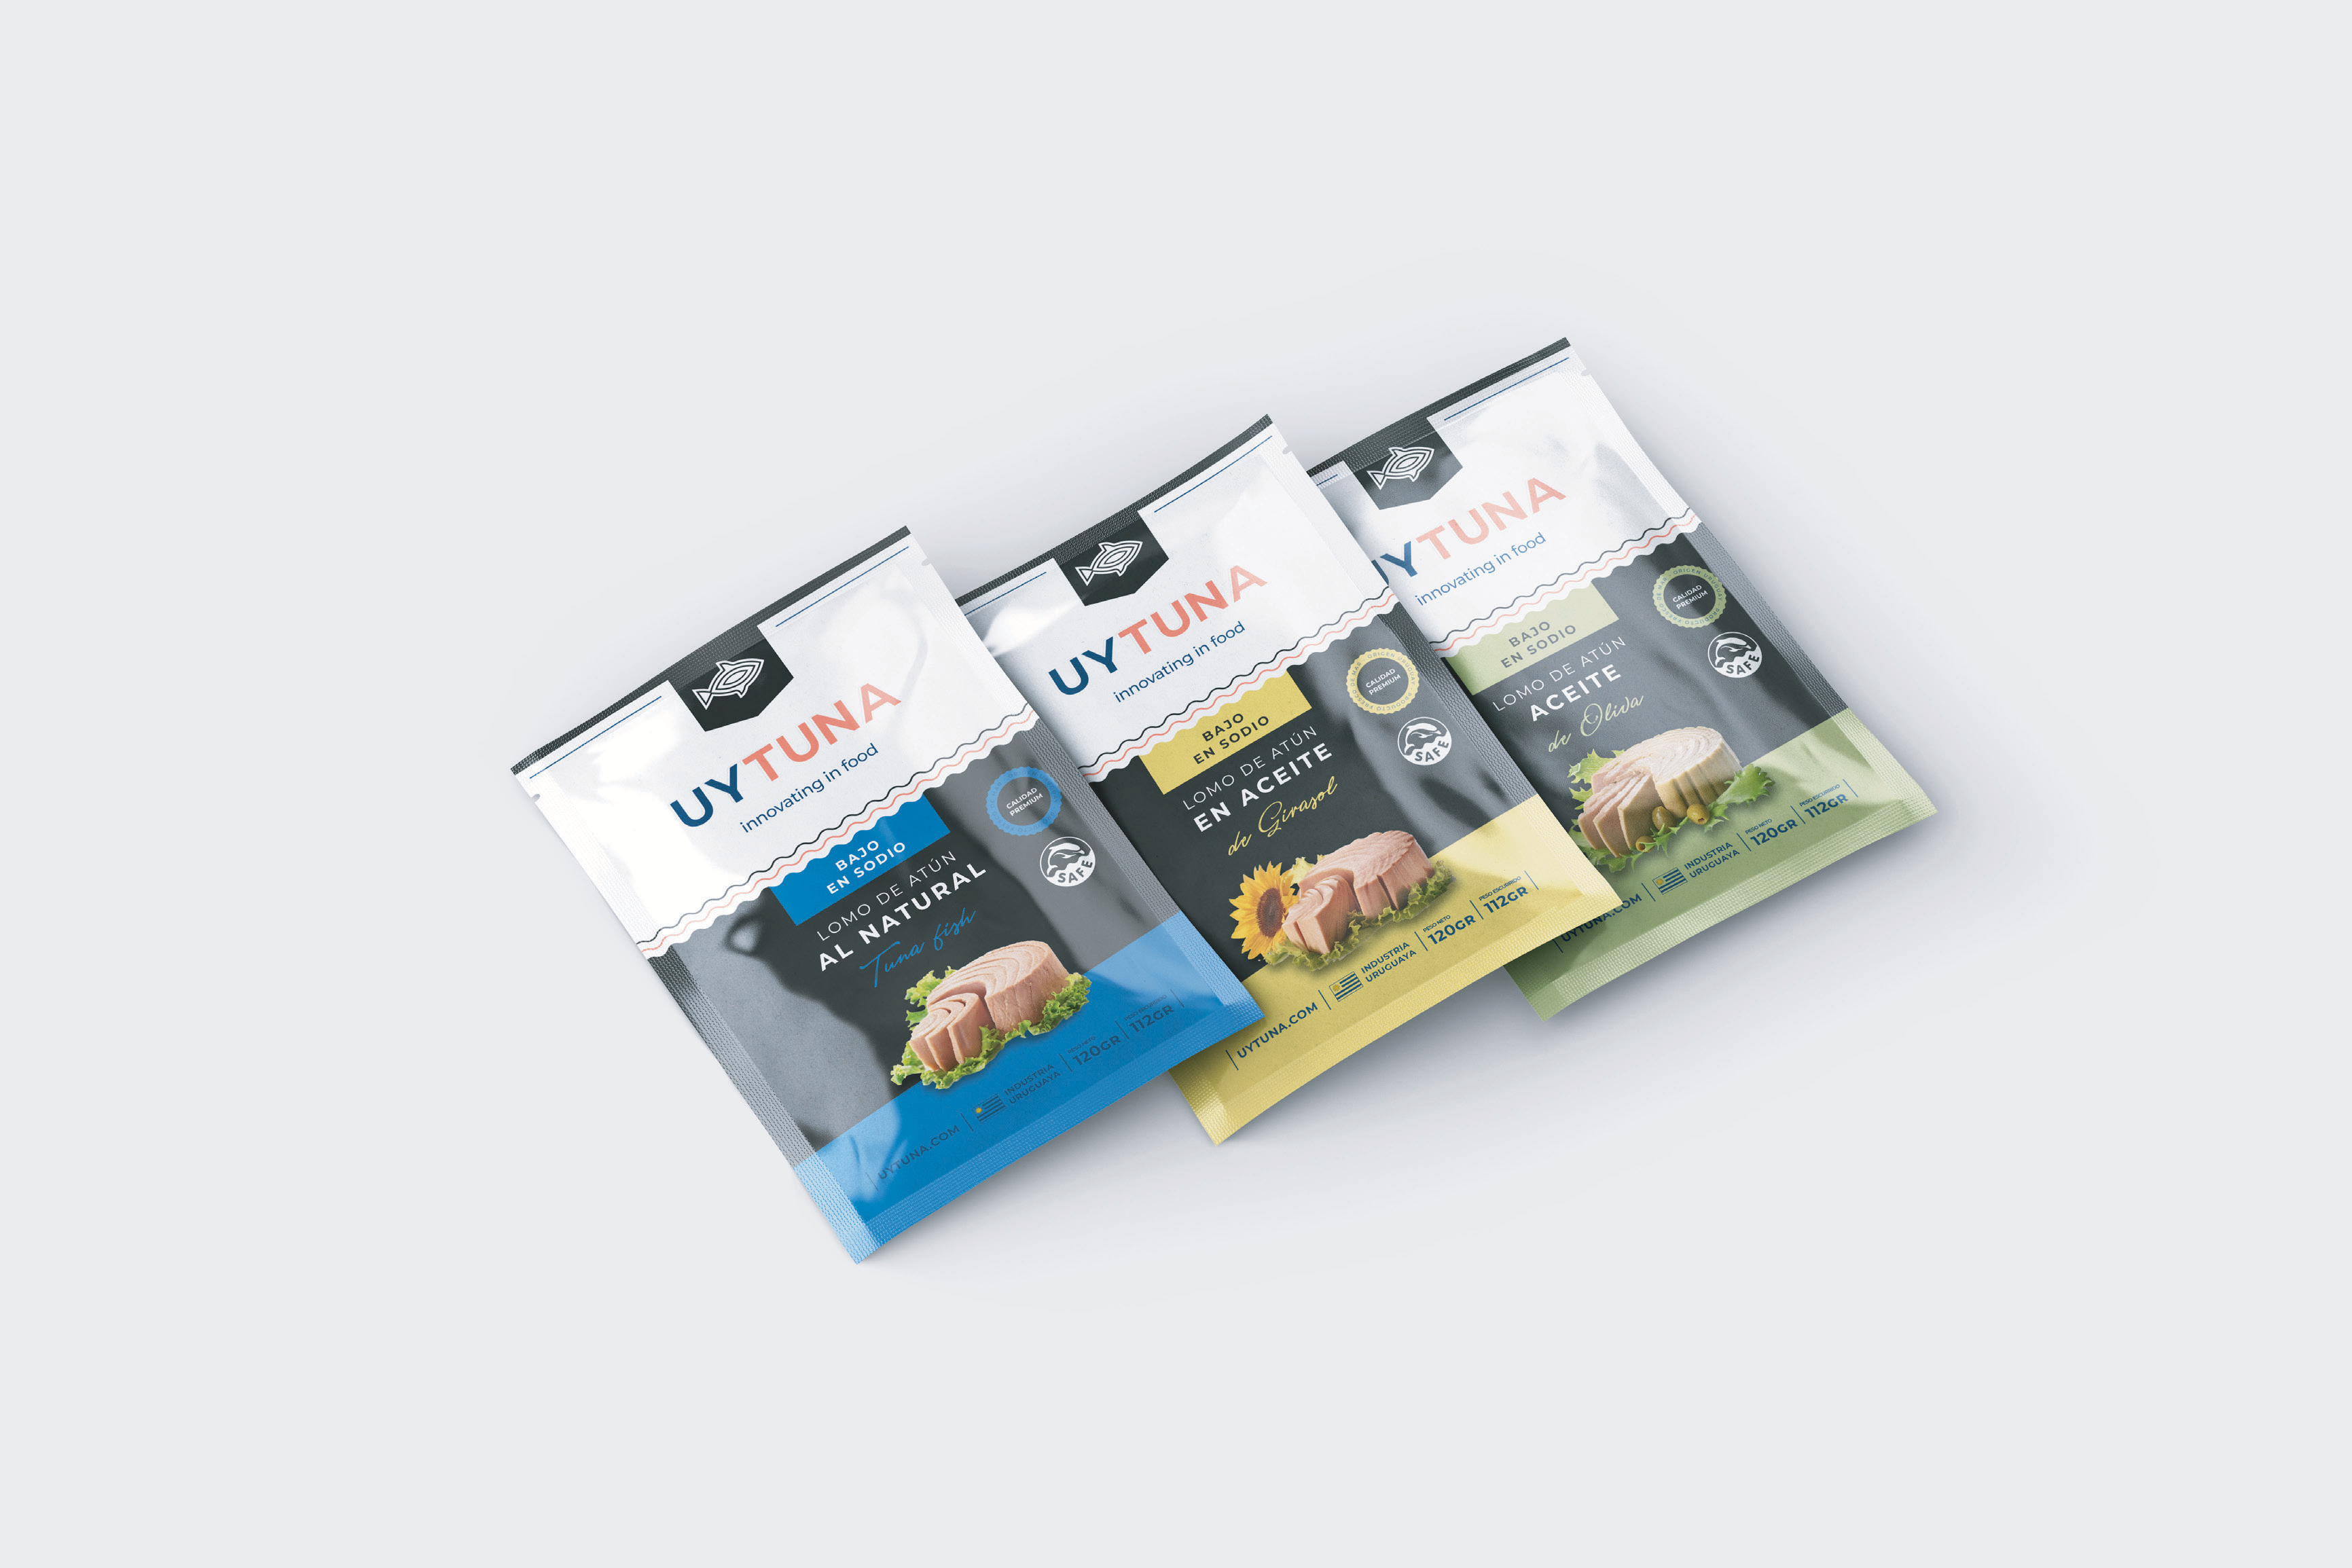 UYTUNA
innovating in food
BAJO
EN SODIO
CALIDAD
PREMIUM
SAFE
LOMO DE ATÚN
AL NATURAL
Tuna fish
UYTUNA.COM
INDUSTRIA
URUGUAYA
120GR
112GR
UYTUNA
innovating in food
BAJO
EN SODIO
CALIDAD
PREMIUM
SAFE
LOMO DE ATÚN
EN ACEITE
de Girasol
UYTUNA.COM
INDUSTRIA
URUGUAYA
PESO NETO
120GR
PESO ESCURRIDO
112GR
UYTUNA
innovating in food
BAJO
EN SODIO
CALIDAD
PREMIUM
SAFE
LOMO DE ATÚN
ACEITE
de Oliva
UYTUNA.COM
INDUSTRIA
URUGUAYA
PESO NETO
120GR
PESO ESCURRIDO
112GR